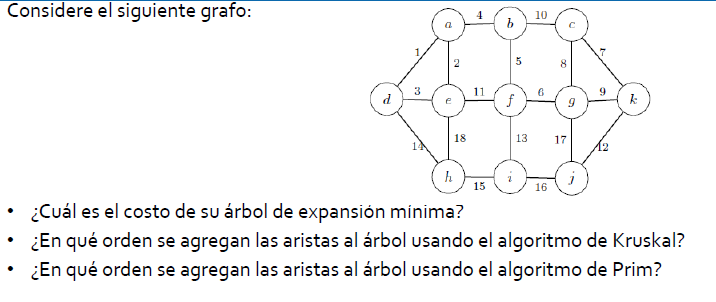 Considere el siguiente grafo:
a 4 b 10 c
1 2 5 8 7
d 3 e 11 f 6 g 9 k
14 18 13 17 12
h 15 i 16 j
• ¿Cuál es el costo de su árbol de expansión mínima?
• ¿En qué orden se agregan las aristas al árbol usando el algoritmo de Kruskal?
• ¿En qué orden se agregan las aristas al árbol usando el algoritmo de Prim?